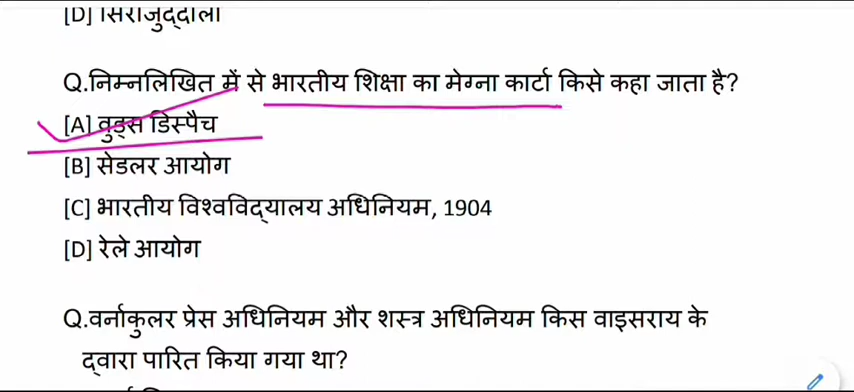 [D] सिराजुद्दौला
Q.निम्नलिखित में से भारतीय शिक्षा का मेग्ना कार्टा किसे कहा जाता है?
[A] वुड्स डिस्पैच
[B] सेडलर आयोग
[C] भारतीय विश्वविद्यालय अधिनियम, 1904
[D] रेले आयोग
Q.वर्नाकुलर प्रेस अधिनियम और शस्त्र अधिनियम किस वाइसराय के
द्वारा पारित किया गया था?